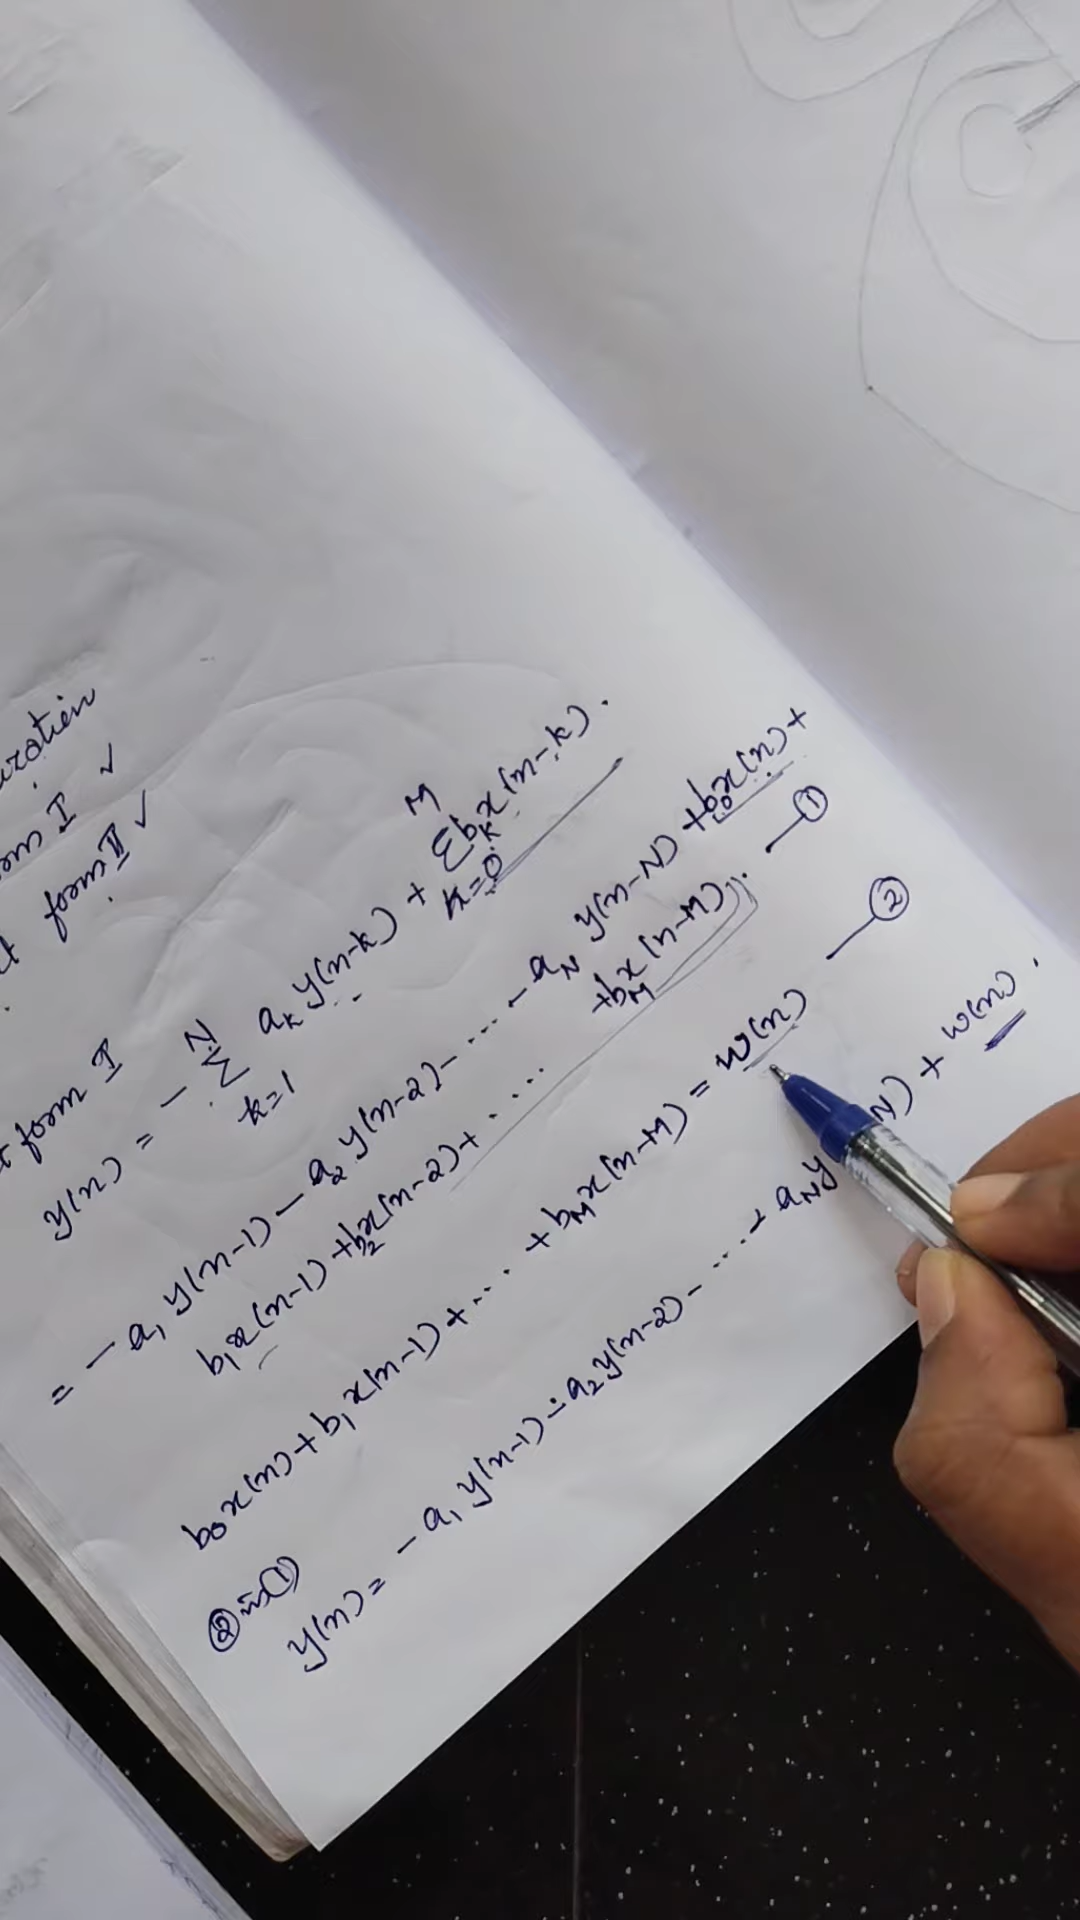 I ✓
form II ✓
form I
y(n) = - Σ_{k=1}^{N} a_k y(n-k) + Σ_{k=0}^{M} b_k x(n-k).
= - a_1 y(n-1) - a_2 y(n-2) - .... - a_N y(n-N) + b_0 x(n) +
b_1 x(n-1) + b_2 x(n-2) + .... + b_M x(n-M). — ①
b_0 x(n) + b_1 x(n-1) + ... + b_M x(n-M) = w(n) — ②
② in ①
y(n) = - a_1 y(n-1) - a_2 y(n-2) - .... - a_N y N) + w(n).